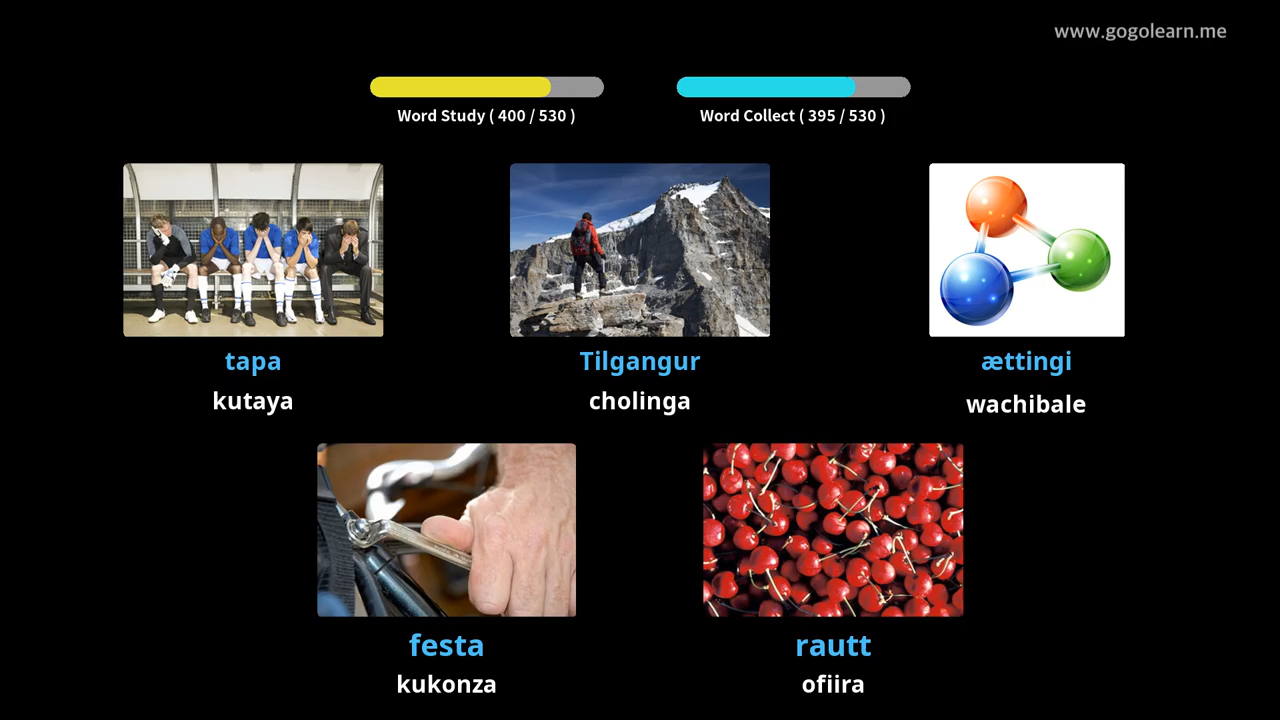 www.gogolearn.me
Word Study ( 400 / 530 )
Word Collect ( 395 / 530 )
tapa
kutaya
Tilgangur
cholinga
ættingi
wachibale
festa
kukonza
rautt
ofiira